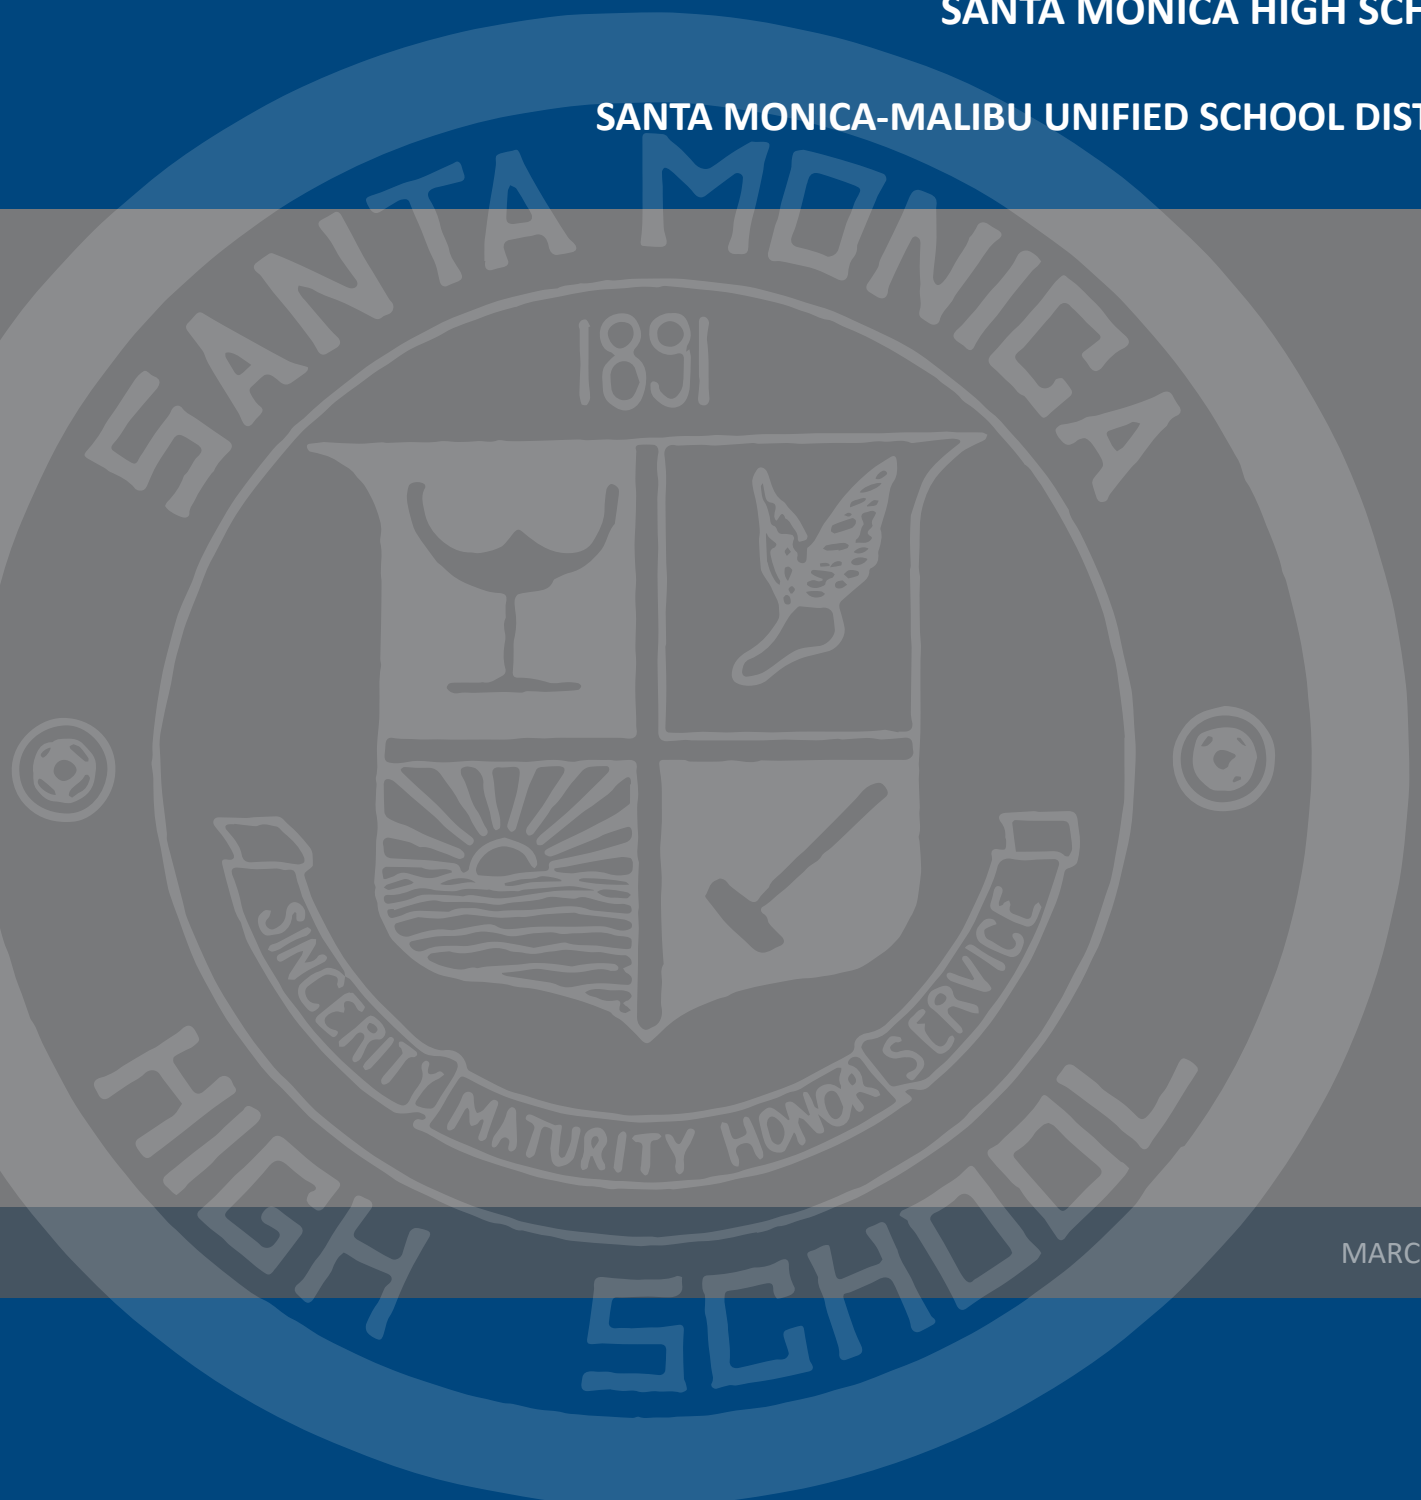 SANTA MONICA HIGH SCH
SANTA MONICA-MALIBU UNIFIED SCHOOL DIST
SANTA MONICA
1891
SINCERITY MATURITY HONOR SERVICE
HIGH SCHOOL
MARC